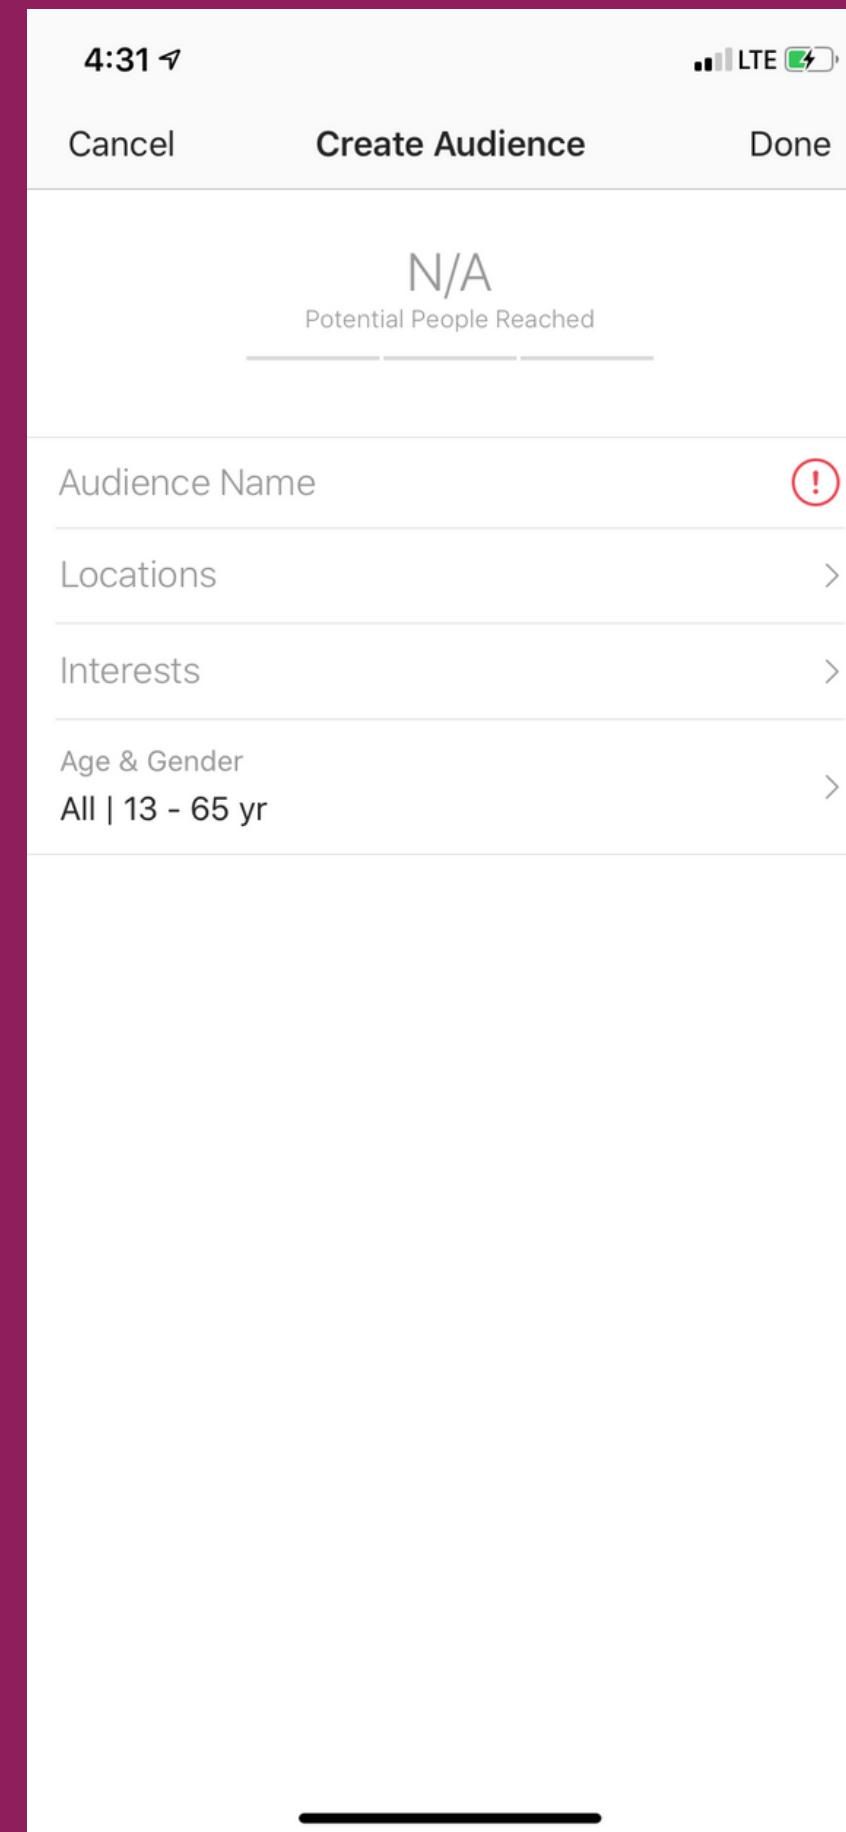 4:31 LTE
Cancel Create Audience Done
N/A
Potential People Reached
Audience Name
Locations
Interests
Age & Gender
All | 13 - 65 yr